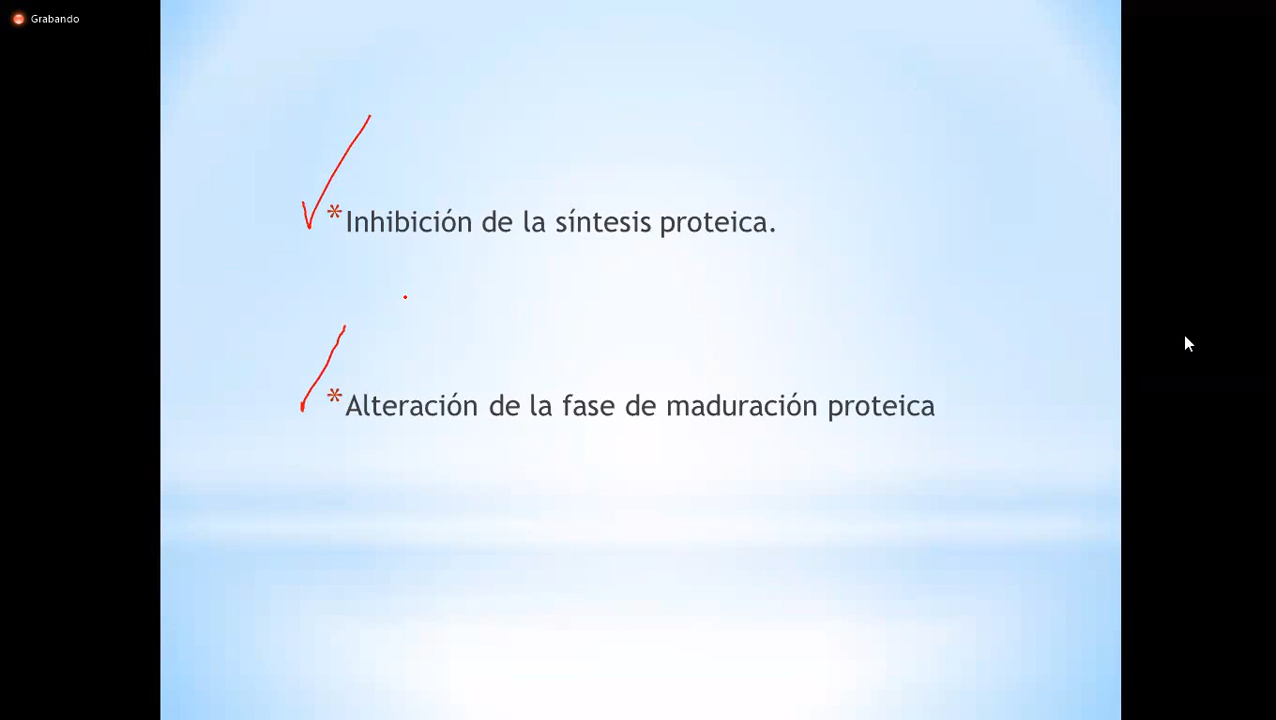 Grabando
*Inhibición de la síntesis proteica.
*Alteración de la fase de maduración proteica